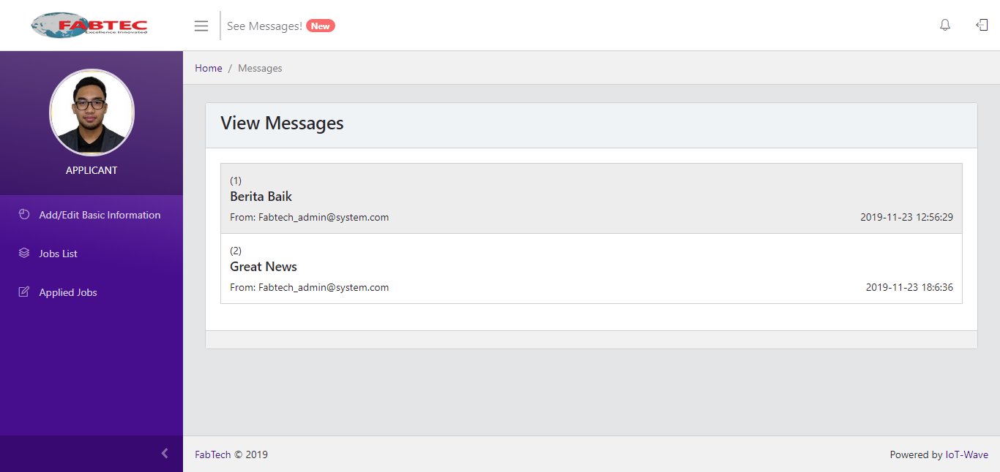 FABTEC
Excellence Innovated
See Messages! New
Home / Messages
APPLICANT
View Messages
(1)
Berita Baik
From: Fabtech_admin@system.com 2019-11-23 12:56:29
(2)
Great News
From: Fabtech_admin@system.com 2019-11-23 18:6:36
Add/Edit Basic Information
Jobs List
Applied Jobs
FabTech © 2019
Powered by IoT-Wave